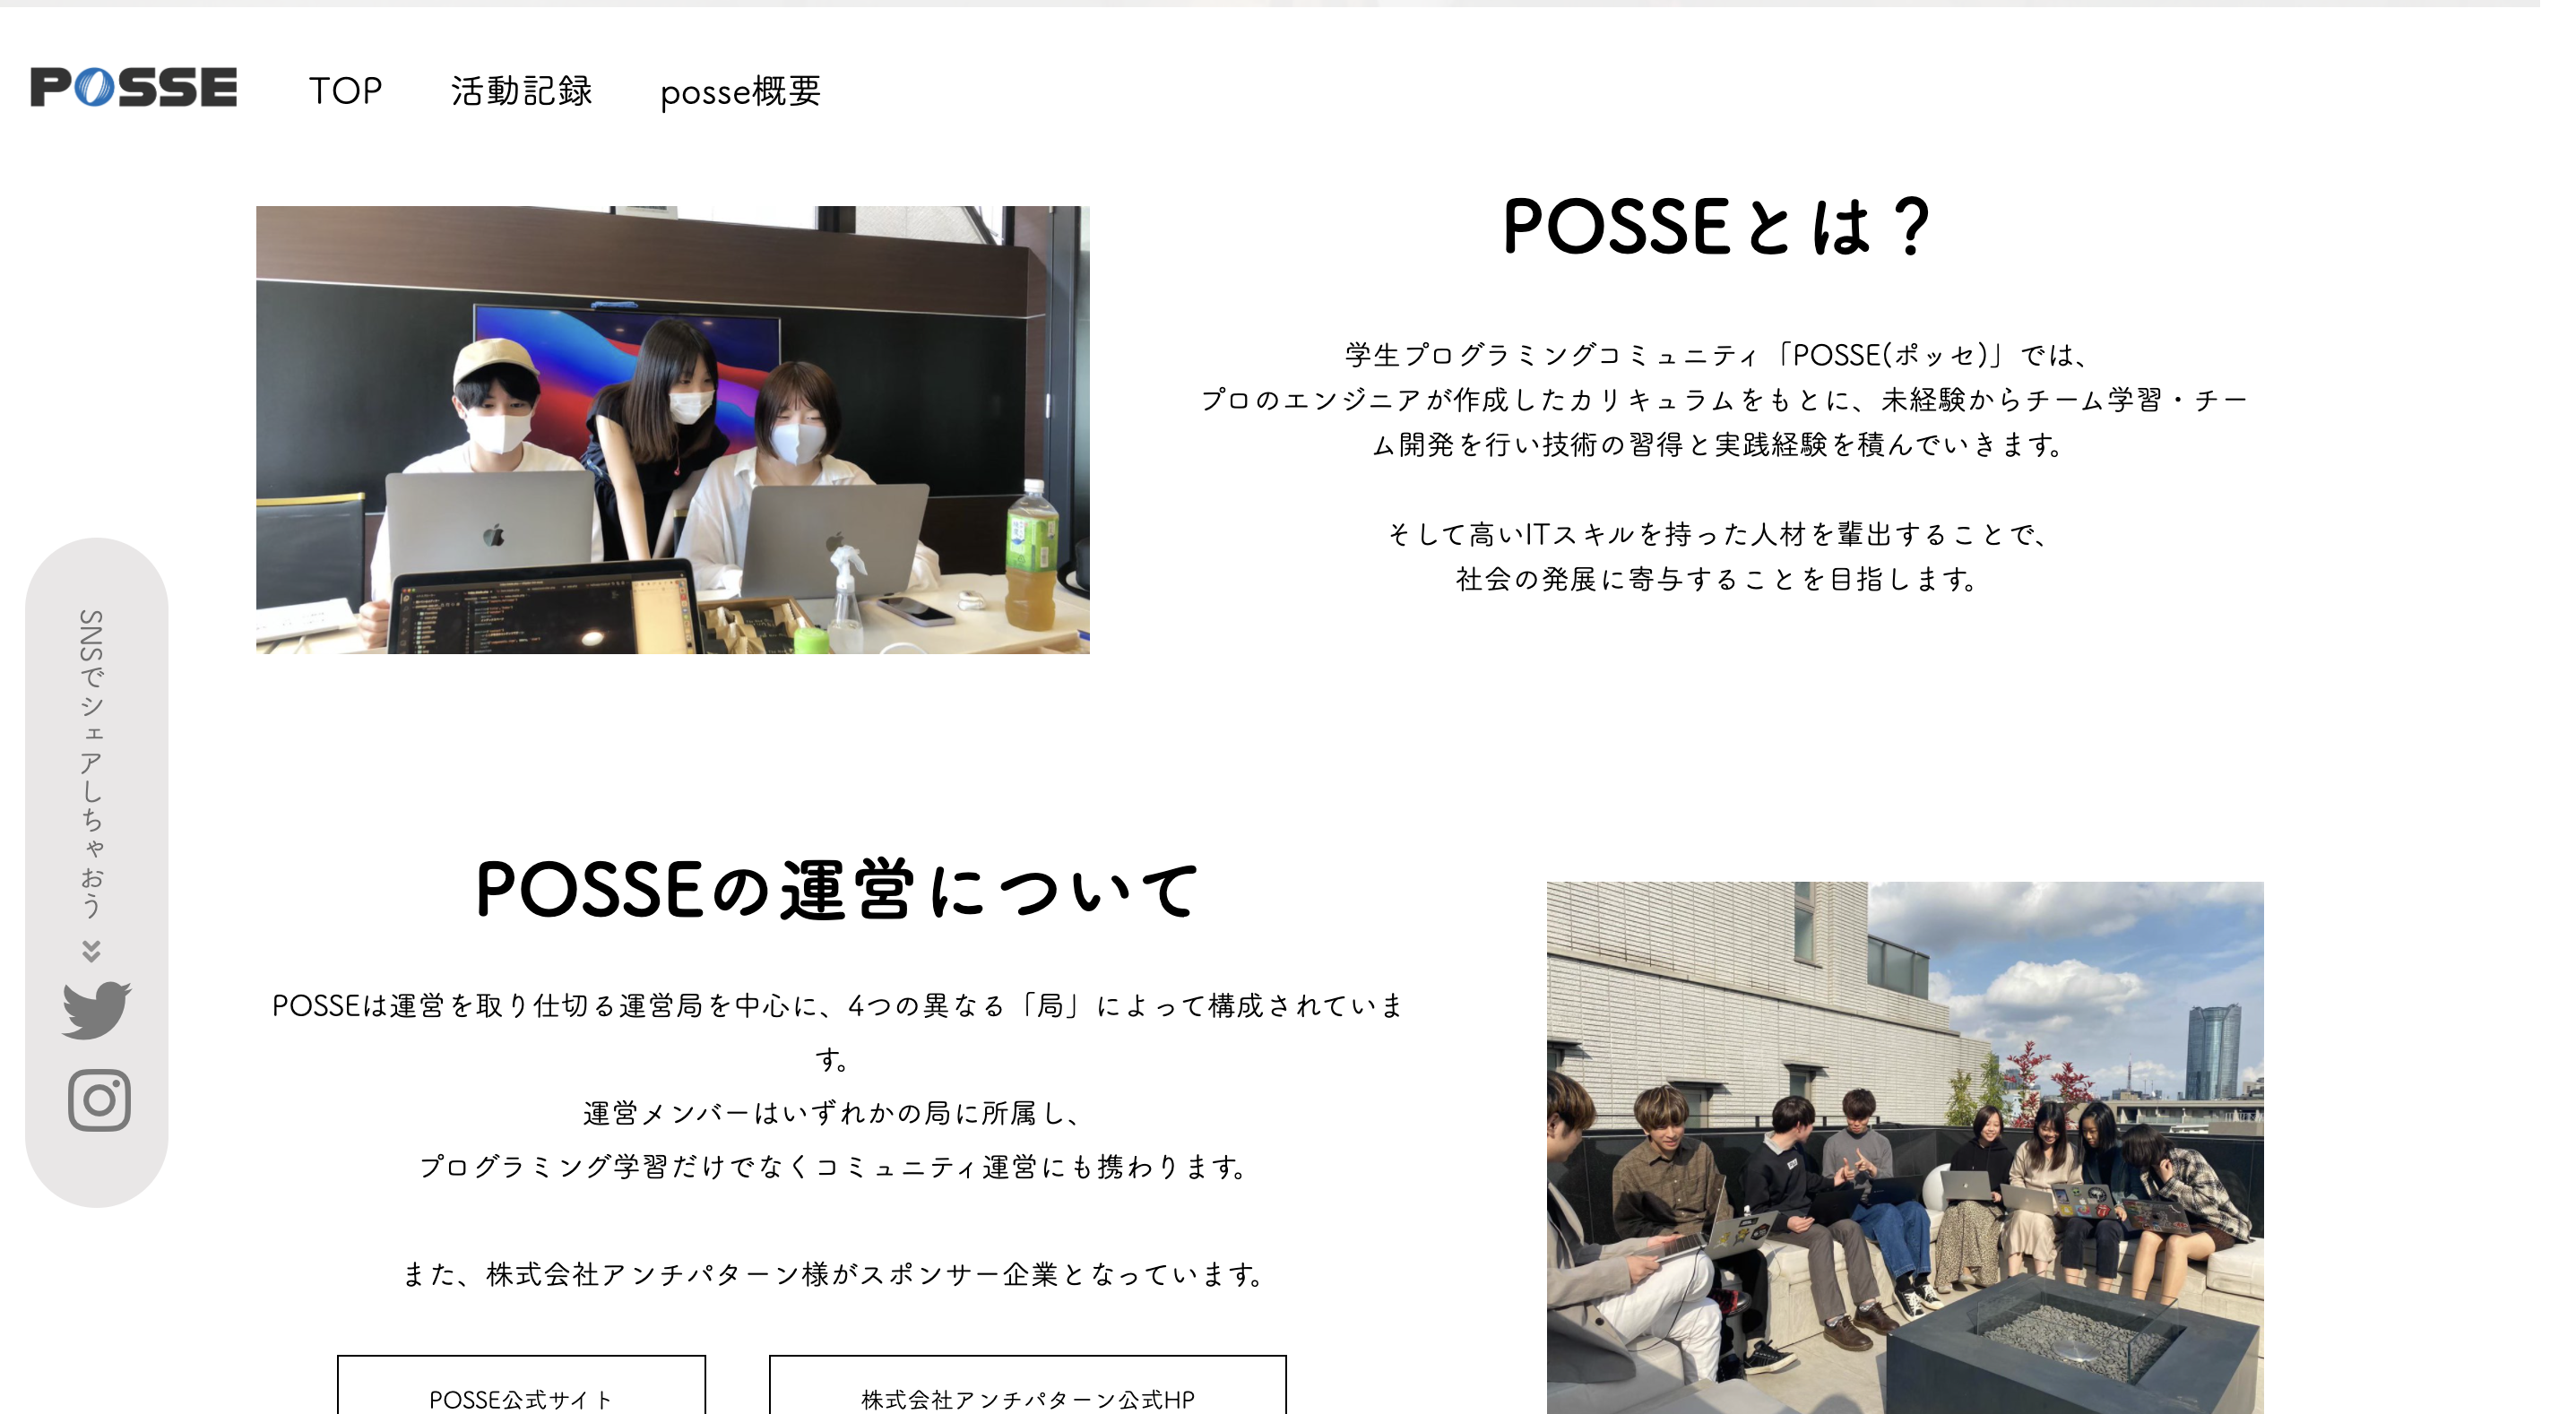 POSSE
TOP
活動記録
posse概要
POSSEとは？
学生プログラミングコミュニティ「POSSE(ポッセ)」では、
プロのエンジニアが作成したカリキュラムをもとに、未経験からチーム学習・チー
ム開発を行い技術の習得と実践経験を積んでいきます。
そして高いITスキルを持った人材を輩出することで、
社会の発展に寄与することを目指します。
SNSでシェアしちゃおう
POSSEの運営について
POSSEは運営を取り仕切る運営局を中心に、4つの異なる「局」によって構成されていま
す。
運営メンバーはいずれかの局に所属し、
プログラミング学習だけでなくコミュニティ運営にも携わります。
また、株式会社アンチパターン様がスポンサー企業となっています。
POSSE公式サイト
株式会社アンチパターン公式HP